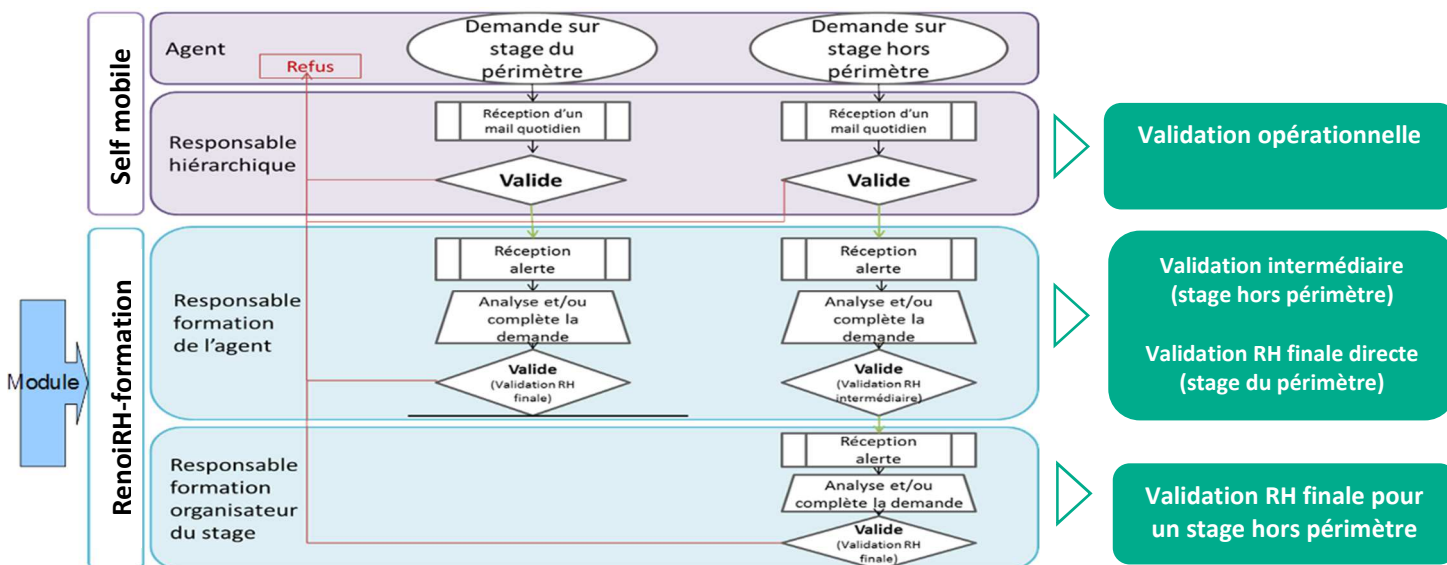 Self mobile
Agent
Refus
Demande sur
stage du
périmètre
Demande sur
stage hors
périmètre
Responsable
hiérarchique
Réception d'un
mail quotidien
Valide
Réception d'un
mail quotidien
Valide
Validation opérationnelle
Module
RenoiRH-formation
Responsable
formation
de l'agent
Réception
alerte
Analyse et/ou
complète la
demande
Valide
(Validation RH
finale)
Réception
alerte
Analyse et/ou
complète la
demande
Valide
(Validation RH
intermédiaire)
Validation intermédiaire
(stage hors périmètre)
Validation RH finale directe
(stage du périmètre)
Responsable
formation
organisateur
du stage
Réception
alerte
Analyse et/ou
complète la demande
Valide
(Validation RH
finale)
Validation RH finale pour
un stage hors périmètre